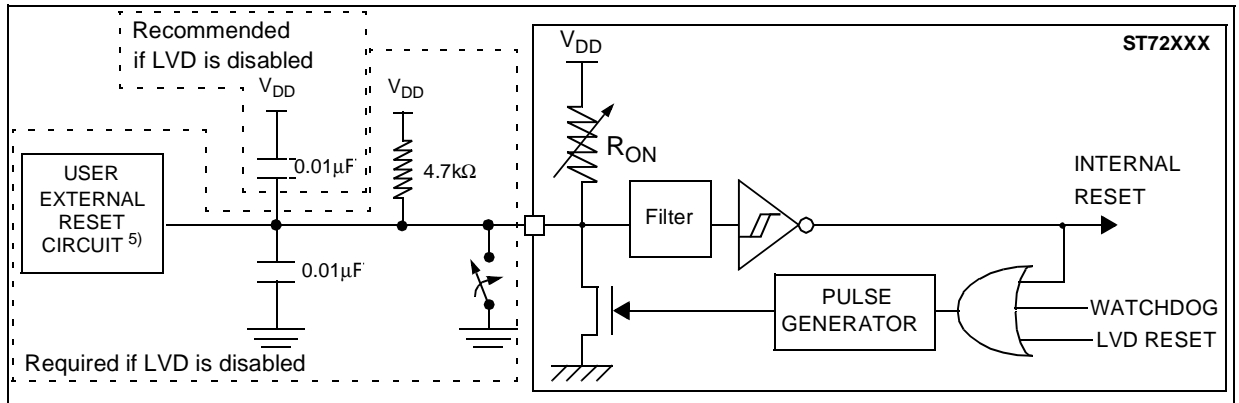 Recommended
if LVD is disabled
VDD
0.01µF
VDD
4.7kΩ
USER
EXTERNAL
RESET
CIRCUIT 5)
0.01µF
Required if LVD is disabled
ST72XXX
VDD
RON
Filter
INTERNAL
RESET
PULSE
GENERATOR
WATCHDOG
LVD RESET